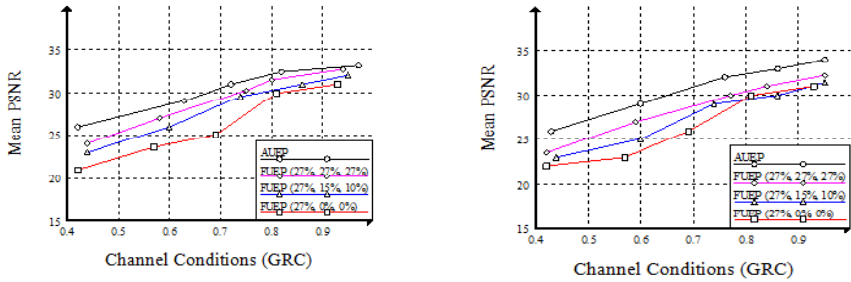 35
30
25
20
15
Mean PSNR
0.4 0.5 0.6 0.7 0.8 0.9
Channel Conditions (GRC)
AUEP
FUEP (27%, 27%, 27%)
FUEP (27%, 15%, 10%)
FUEP (27%, 0%, 0%)
35
30
25
20
15
Mean PSNR
0.4 0.5 0.6 0.7 0.8 0.9
Channel Conditions (GRC)
AUEP
FUEP (27%, 27%, 27%)
FUEP (27%, 15%, 10%)
FUEP (27%, 0%, 0%)